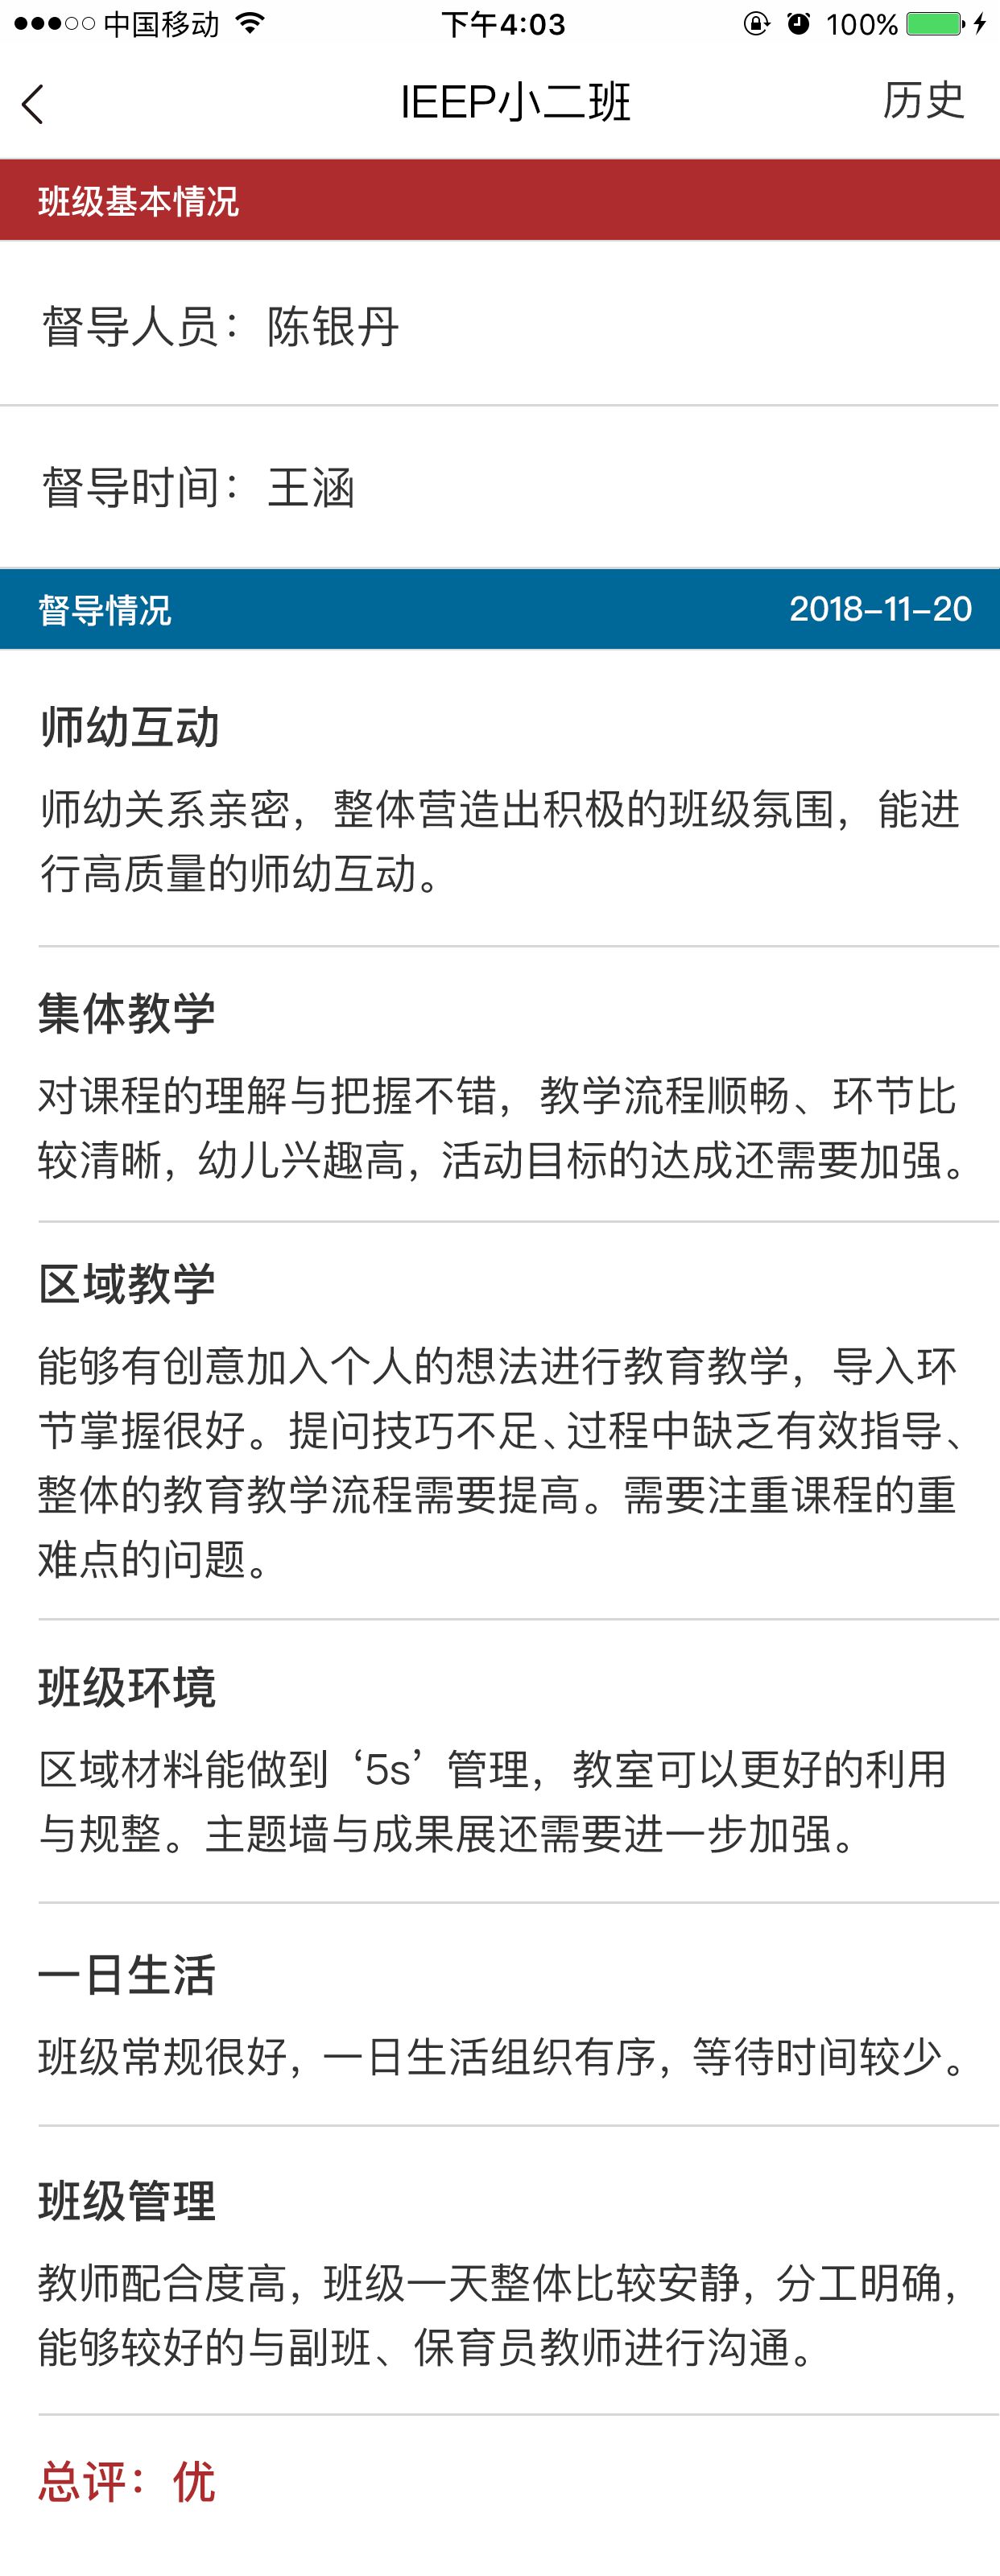 中国移动 下午4:03 100%
IEEP小二班 历史
班级基本情况
督导人员：陈银丹
督导时间：王涵
督导情况 2018-11-20
师幼互动
师幼关系亲密，整体营造出积极的班级氛围，能进
行高质量的师幼互动。
集体教学
对课程的理解与把握不错，教学流程顺畅、环节比
较清晰，幼儿兴趣高，活动目标的达成还需要加强。
区域教学
能够有创意加入个人的想法进行教育教学，导入环
节掌握很好。提问技巧不足、过程中缺乏有效指导、
整体的教育教学流程需要提高。需要注重课程的重
难点的问题。
班级环境
区域材料能做到‘5s’管理，教室可以更好的利用
与规整。主题墙与成果展还需要进一步加强。
一日生活
班级常规很好，一日生活组织有序，等待时间较少。
班级管理
教师配合度高，班级一天整体比较安静，分工明确，
能够较好的与副班、保育员教师进行沟通。
总评：优